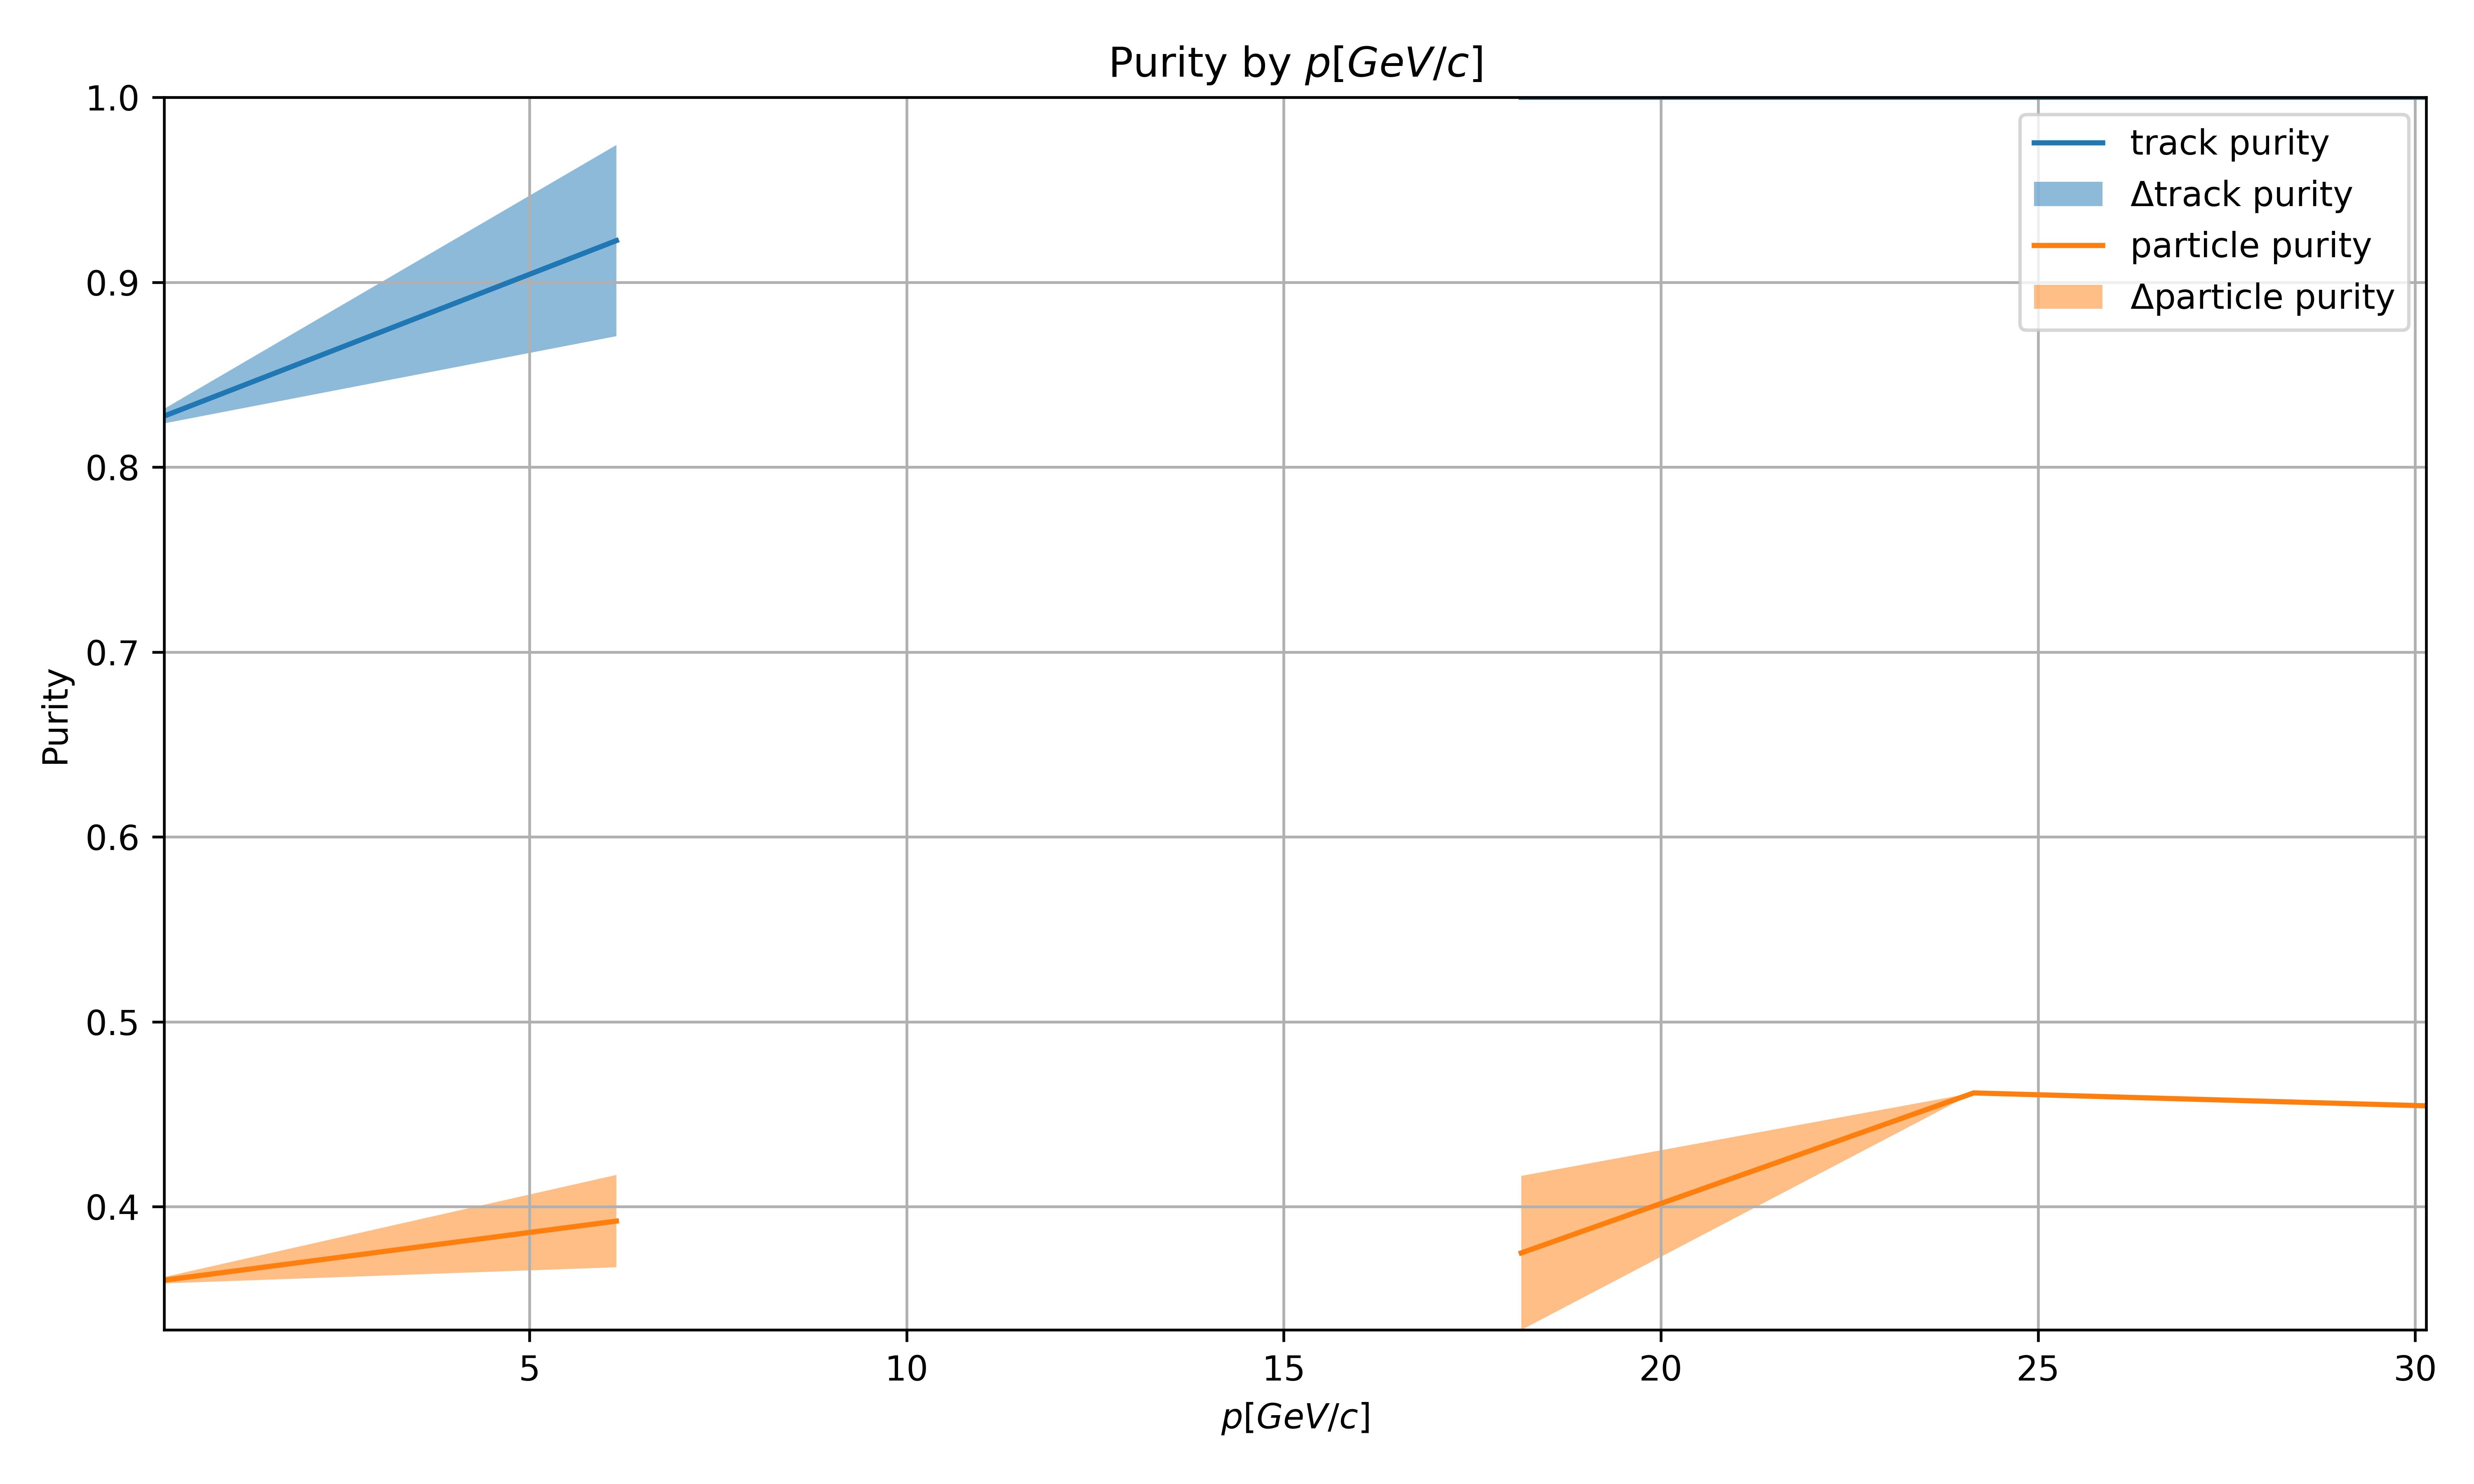 Purity by p[GeV/c]
1.0
0.9
0.8
0.7
0.6
0.5
0.4
Purity
track purity
Δtrack purity
particle purity
Δparticle purity
5 10 15 20 25 30
p[GeV/c]